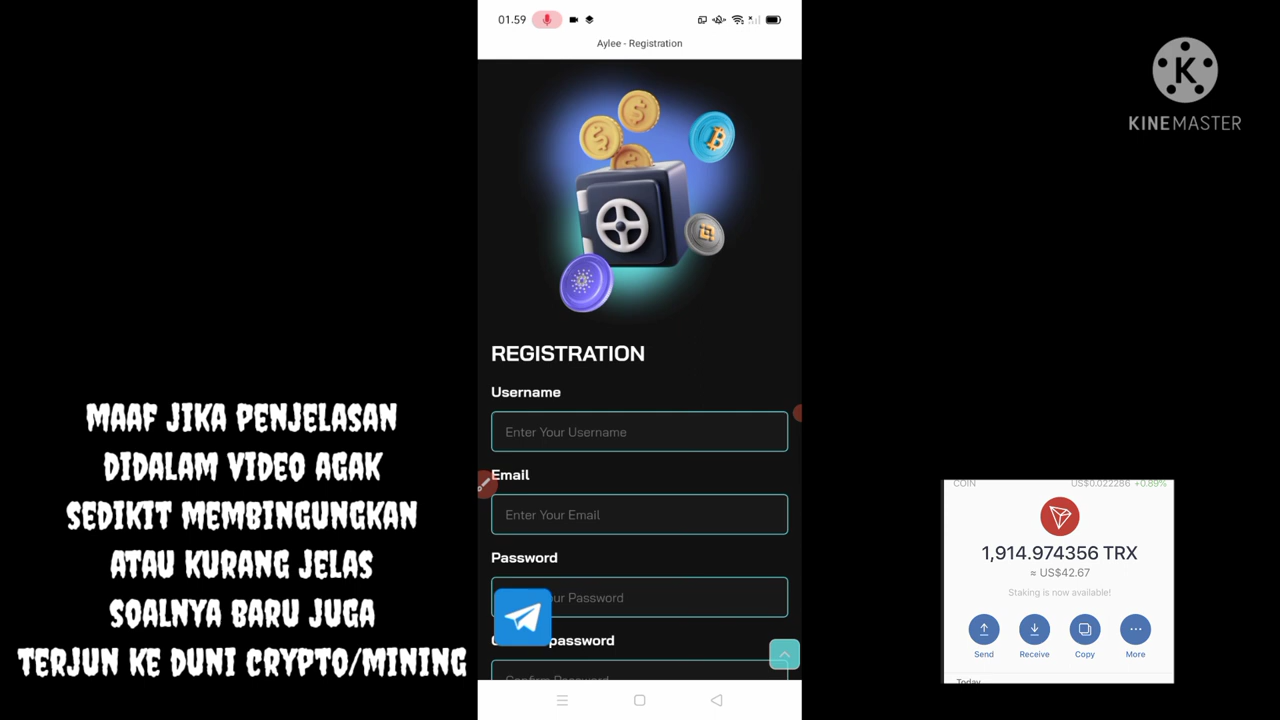 01.59
Aylee - Registration
KINEMASTER
REGISTRATION
Username
Enter Your Username
Email
Enter Your Email
Password
our Password
password
MAAF JIKA PENJELASAN
DIDALAM VIDEO AGAK
SEDIKIT MEMBINGUNGKAN
ATAU KURANG JELAS
SOALNYA BARU JUGA
TERJUN KE DUNI CRYPTO/MINING
COIN US$0.022286 +0.89%
1,914.974356 TRX
≈ US$42.67
Staking is now available!
Send Receive Copy More
Today